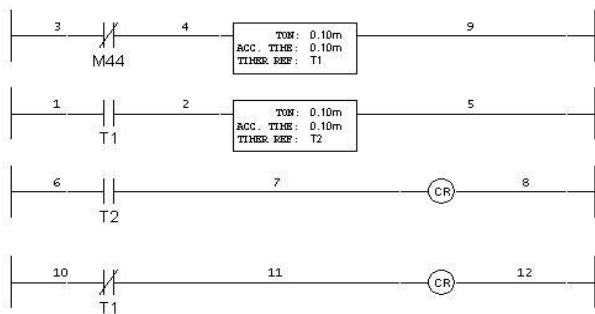 3 4 TON: 0.10m 9
ACC. TIME: 0.10m
M44 TIMER REF: T1
1 2 TON: 0.10m 5
ACC. TIME: 0.10m
T1 TIMER REF: T2
6 7 CR 8
T2
10 11 CR 12
T1